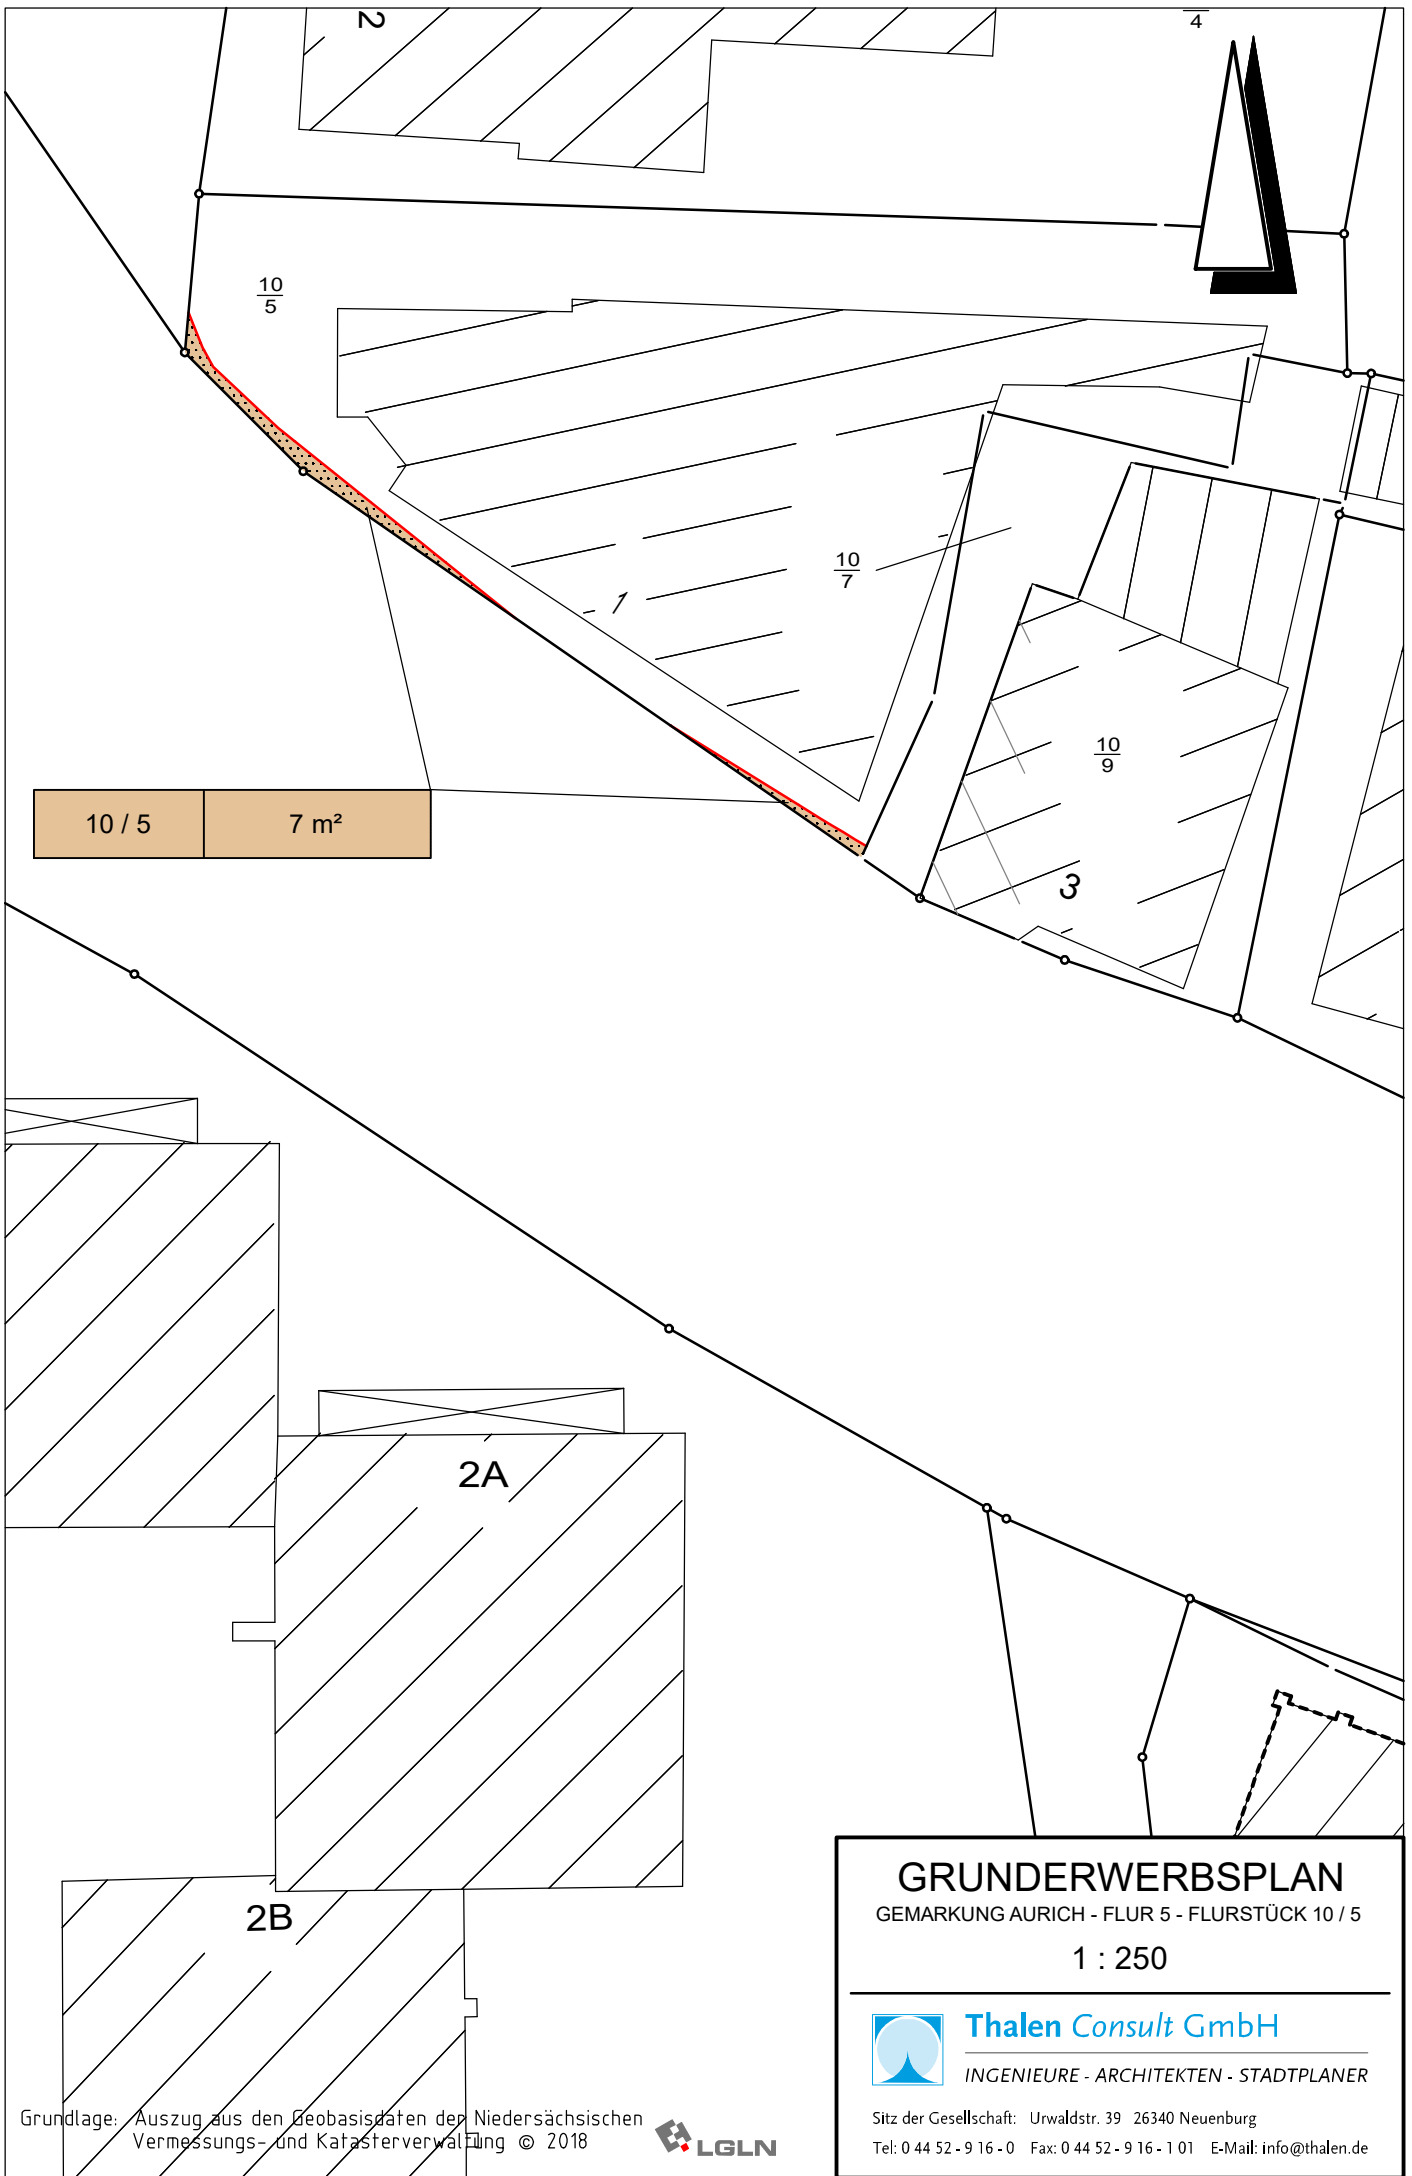 2
4
10
5
10
7
1
10
9
10 / 5 7 m²
3
2A
2B
GRUNDERWERBSPLAN
GEMARKUNG AURICH - FLUR 5 - FLURSTÜCK 10 / 5
1 : 250
Thalen Consult GmbH
INGENIEURE - ARCHITEKTEN - STADTPLANER
Sitz der Gesellschaft: Urwaldstr. 39 26340 Neuenburg
Tel: 0 44 52 - 9 16 - 0 Fax: 0 44 52 - 9 16 - 1 01 E-Mail: info@thalen.de
Grundlage: Auszug aus den Geobasisdaten der Niedersächsischen
Vermessungs- und Katasterverwaltung © 2018
LGLN